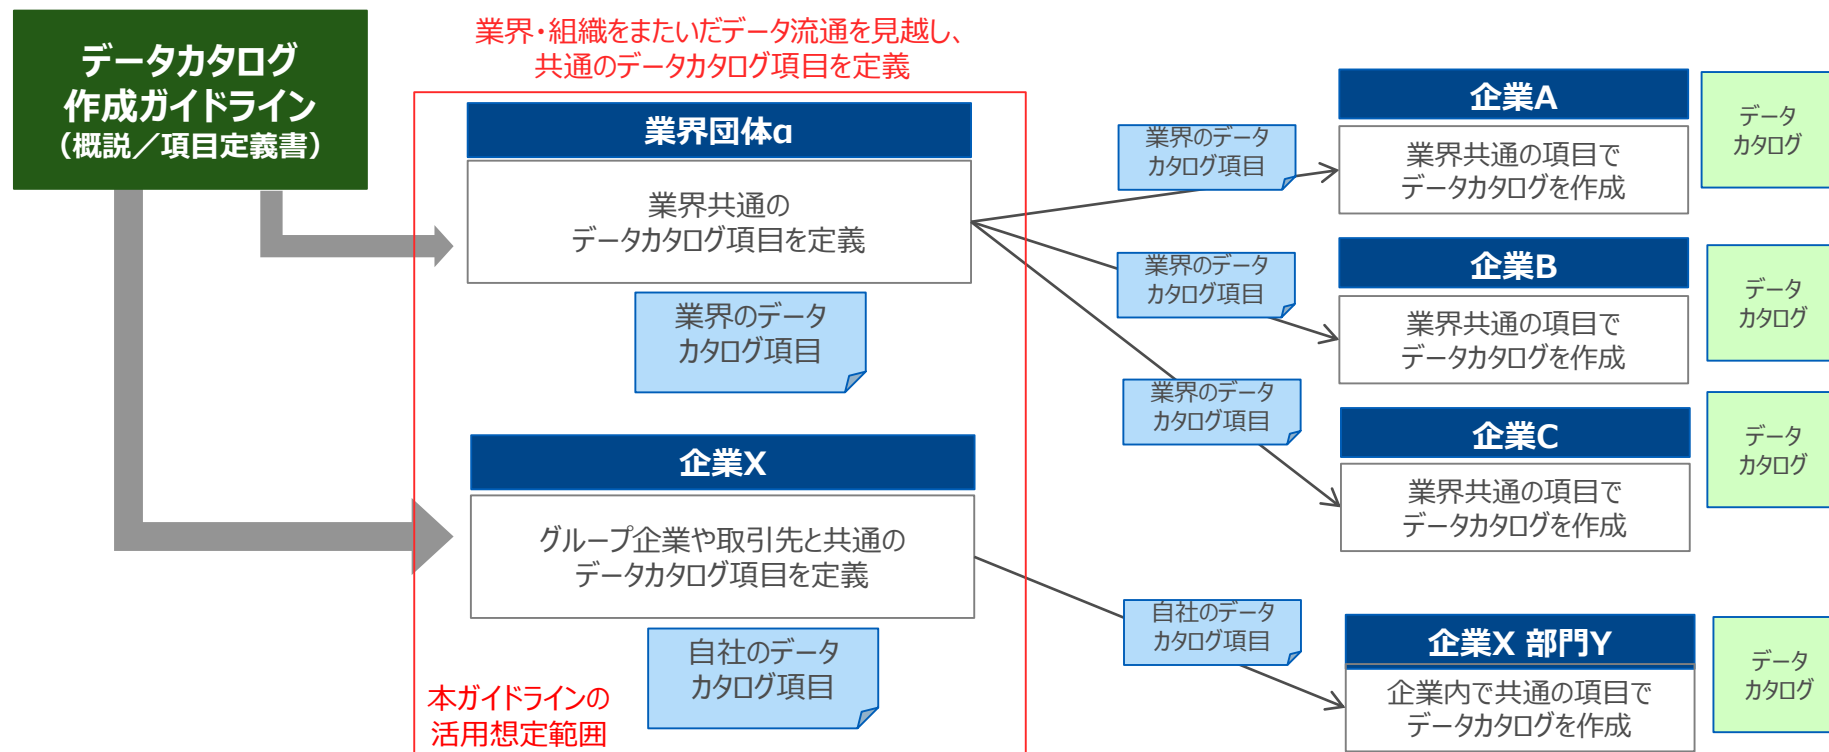 データカタログ
作成ガイドライン
（概説／項目定義書）
業界・組織をまたいだデータ流通を見越し、
共通のデータカタログ項目を定義
業界団体α
業界共通の
データカタログ項目を定義
業界のデータ
カタログ項目
企業X
グループ企業や取引先と共通の
データカタログ項目を定義
自社のデータ
カタログ項目
本ガイドラインの
活用想定範囲
業界のデータ
カタログ項目
企業A
業界共通の項目で
データカタログを作成
データ
カタログ
業界のデータ
カタログ項目
企業B
業界共通の項目で
データカタログを作成
データ
カタログ
業界のデータ
カタログ項目
企業C
業界共通の項目で
データカタログを作成
データ
カタログ
自社のデータ
カタログ項目
企業X 部門Y
企業内で共通の項目で
データカタログを作成
データ
カタログ